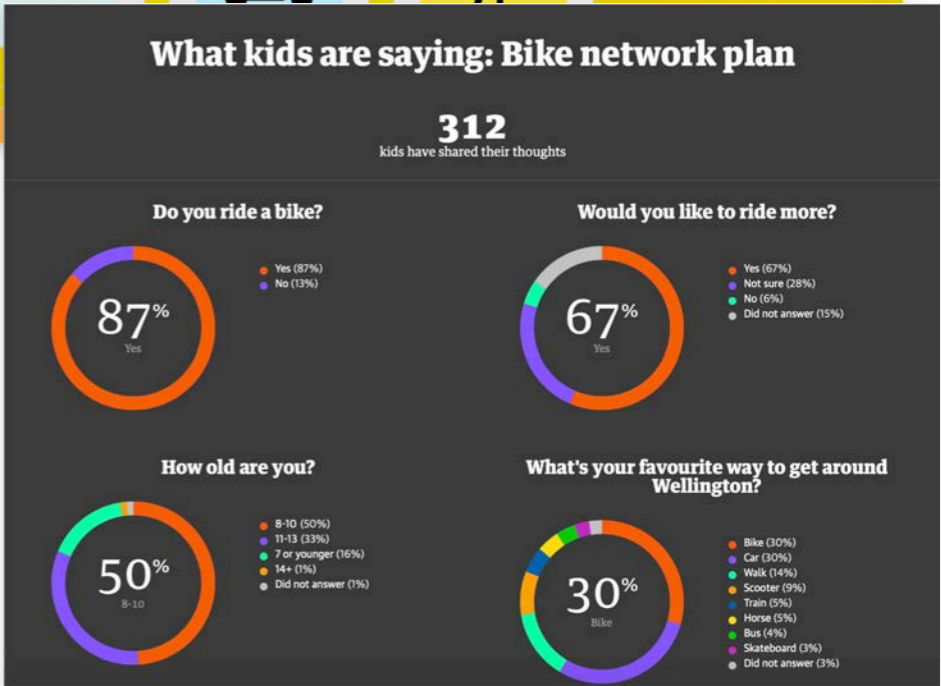 What kids are saying: Bike network plan
312
kids have shared their thoughts
Do you ride a bike?
87%
Yes
Yes (87%)
No (13%)
Would you like to ride more?
67%
Yes
Yes (67%)
Not sure (28%)
No (6%)
Did not answer (15%)
How old are you?
50%
8-10
8-10 (50%)
11-13 (33%)
7 or younger (16%)
14+ (1%)
Did not answer (1%)
What's your favourite way to get around
Wellington?
30%
Bike
Bike (30%)
Car (30%)
Walk (14%)
Scooter (9%)
Train (5%)
Horse (5%)
Bus (4%)
Skateboard (3%)
Did not answer (3%)